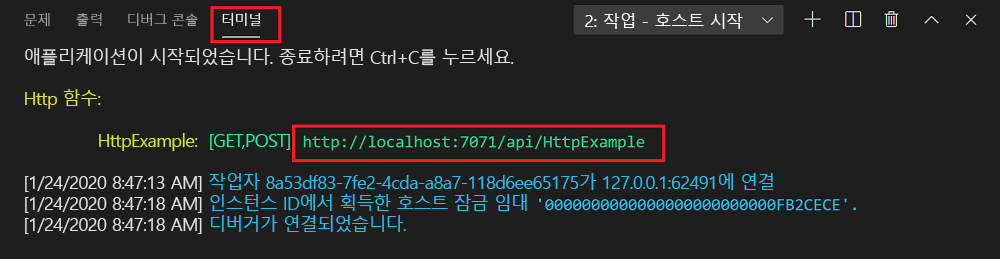 문제 출력 디버그 콘솔 터미널 2: 작업 - 호스트 시작
애플리케이션이 시작되었습니다. 종료하려면 Ctrl+C를 누르세요.
Http 함수:
HttpExample: [GET,POST] http://localhost:7071/api/HttpExample
[1/24/2020 8:47:13 AM] 작업자 8a53df83-7fe2-4cda-a8a7-118d6ee65175가 127.0.0.1:62491에 연결
[1/24/2020 8:47:18 AM] 인스턴스 ID에서 획득한 호스트 잠금 임대 '000000000000000000000000FB2CECE'.
[1/24/2020 8:47:18 AM] 디버거가 연결되었습니다.